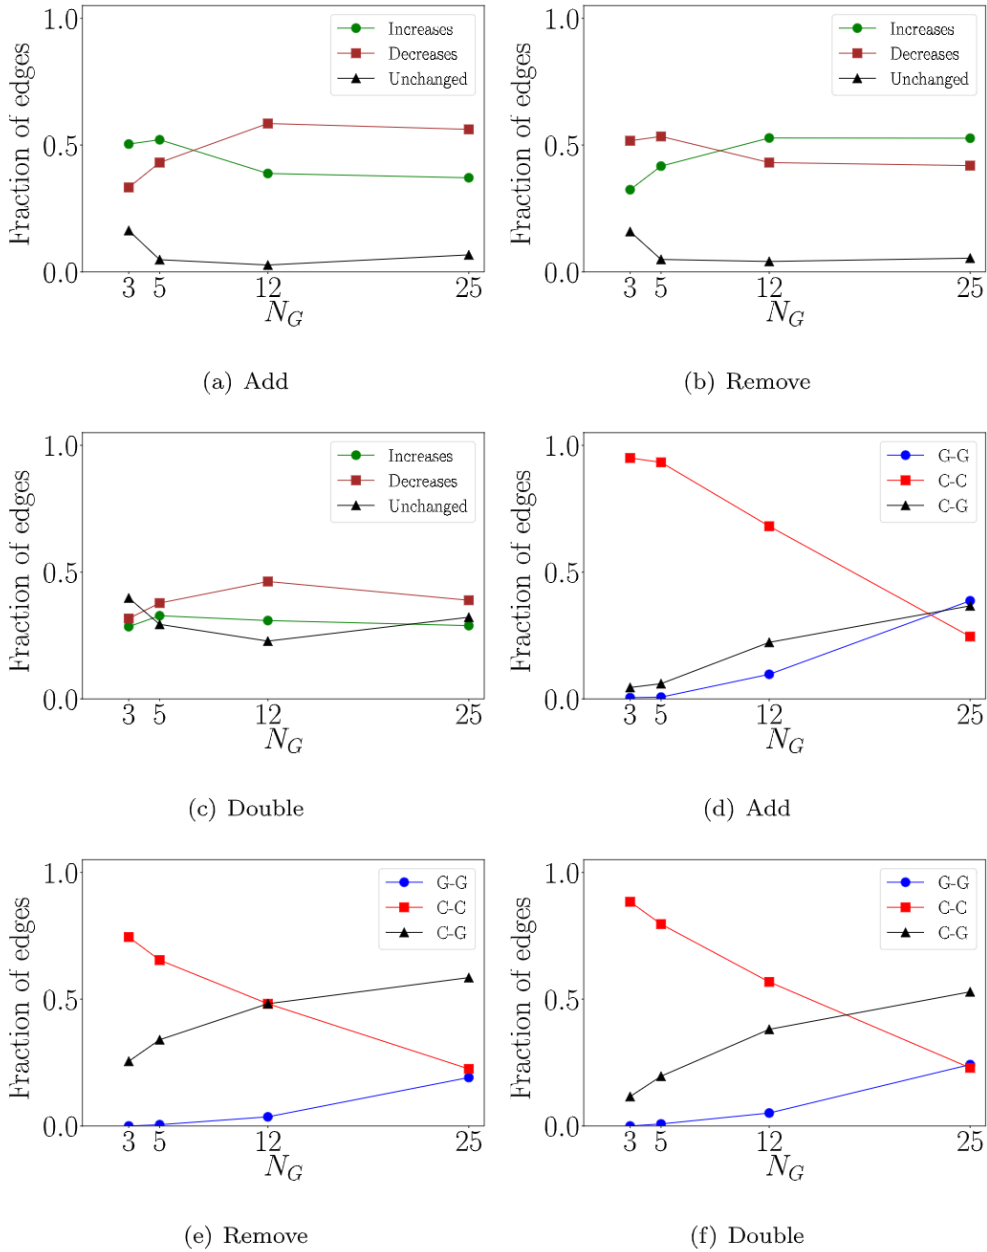 1.0
0.5
0.0
Fraction of edges
3 5 12 25
N_G
Increases
Decreases
Unchanged
(a) Add
1.0
0.5
0.0
Fraction of edges
3 5 12 25
N_G
Increases
Decreases
Unchanged
(b) Remove
1.0
0.5
0.0
Fraction of edges
3 5 12 25
N_G
Increases
Decreases
Unchanged
(c) Double
1.0
0.5
0.0
Fraction of edges
3 5 12 25
N_G
G-G
C-C
C-G
(d) Add
1.0
0.5
0.0
Fraction of edges
3 5 12 25
N_G
G-G
C-C
C-G
(e) Remove
1.0
0.5
0.0
Fraction of edges
3 5 12 25
N_G
G-G
C-C
C-G
(f) Double